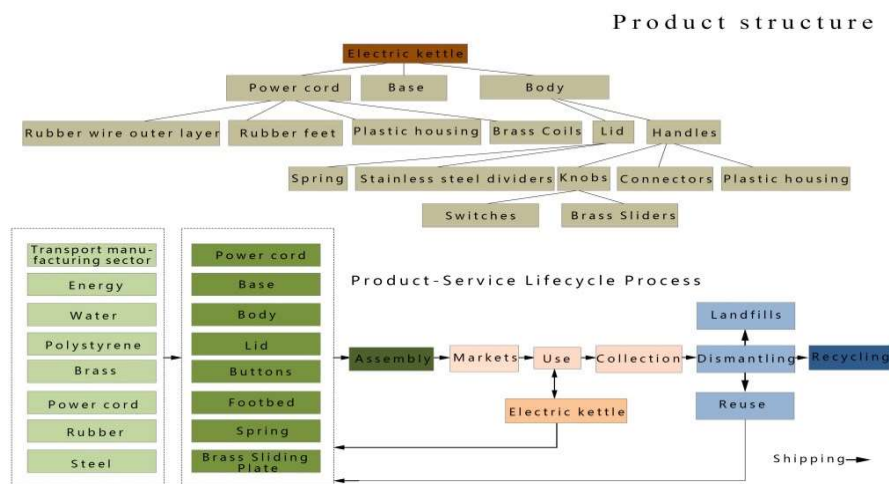 Product structure
Electric kettle
Power cord
Base
Body
Rubber wire outer layer
Rubber feet
Plastic housing
Brass Coils
Lid
Handles
Spring
Stainless steel dividers
Knobs
Connectors
Plastic housing
Switches
Brass Sliders
Transport manu-
facturing sector
Energy
Water
Polystyrene
Brass
Power cord
Rubber
Steel
Power cord
Base
Body
Lid
Buttons
Footbed
Spring
Brass Sliding
Plate
Product-Service Lifecycle Process
Assembly
Markets
Use
Collection
Dismantling
Recycling
Landfills
Reuse
Electric kettle
Shipping